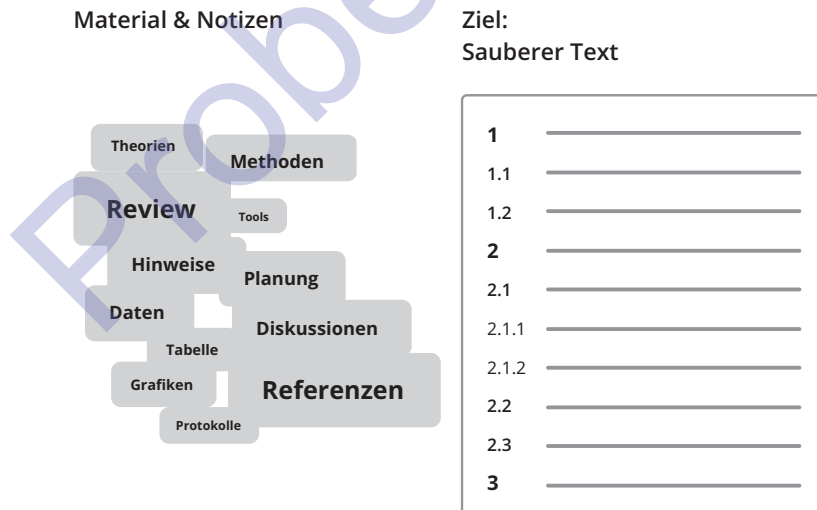 Material & Notizen
Theorien
Methoden
Review
Tools
Hinweise
Planung
Daten
Diskussionen
Tabelle
Grafiken
Referenzen
Protokolle
Ziel:
Sauberer Text
1
1.1
1.2
2
2.1
2.1.1
2.1.2
2.2
2.3
3
Probe